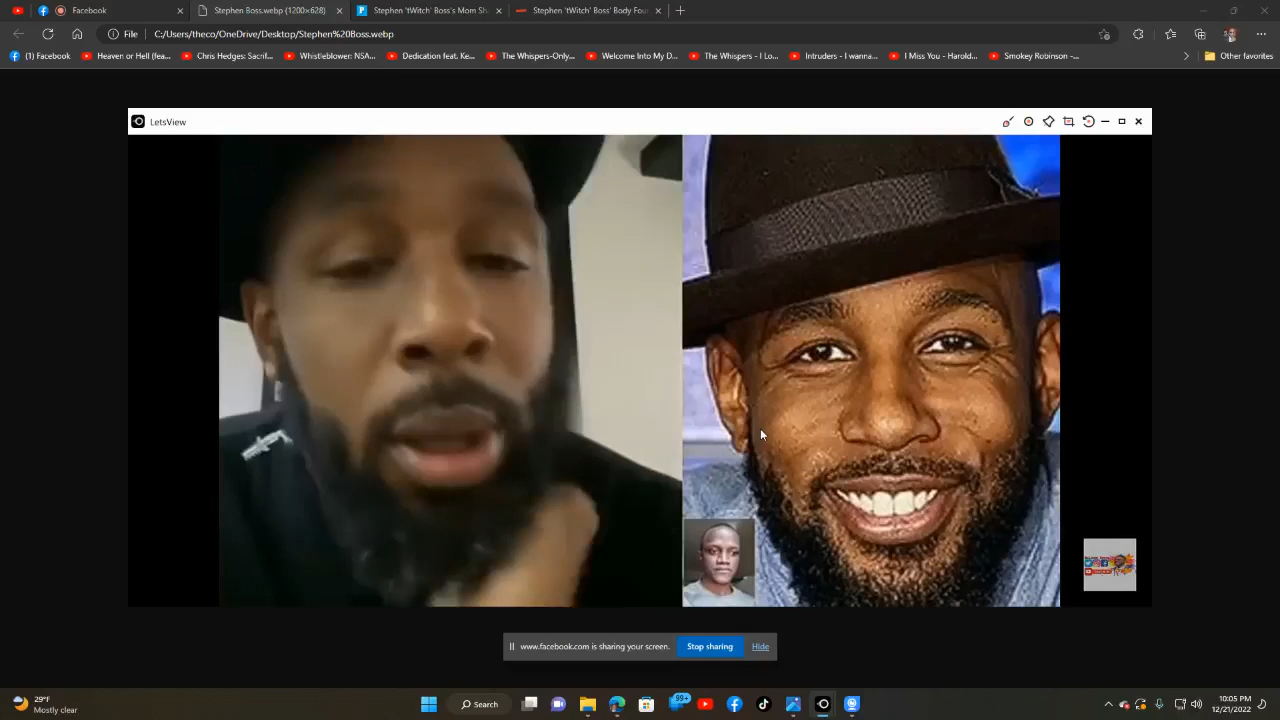 Facebook
Stephen Boss.webp (1200×628)
Stephen 'tWitch' Boss's Mom Sh
Stephen 'tWitch' Boss' Body Four
File
C:/Users/theco/OneDrive/Desktop/Stephen%20Boss.webp
(1) Facebook
Heaven or Hell (fea...
Chris Hedges: Sacrif...
Whistleblower: NSA...
Dedication feat. Ke...
The Whispers-Only...
Welcome Into My D...
The Whispers - I Lo...
Intruders - I wanna...
I Miss You - Harold...
Smokey Robinson -...
Other favorites
LetsView
www.facebook.com is sharing your screen.
Stop sharing
Hide
29°F
Mostly clear
Search
99+
10:05 PM
12/21/2022